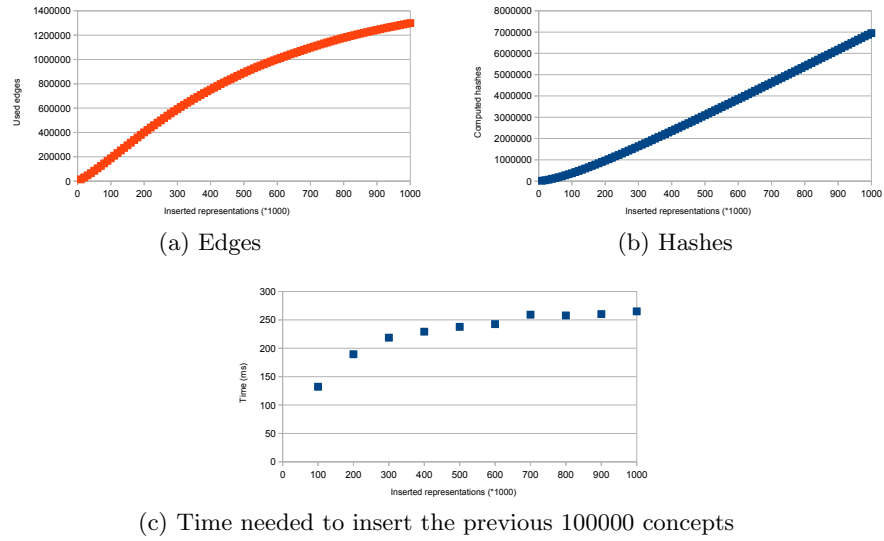 1400000
1200000
1000000
800000
600000
400000
200000
0
Used edges
0 100 200 300 400 500 600 700 800 900 1000
Inserted representations (*1000)
(a) Edges
8000000
7000000
6000000
5000000
4000000
3000000
2000000
1000000
0
Computed hashes
0 100 200 300 400 500 600 700 800 900 1000
Inserted representations (*1000)
(b) Hashes
300
250
200
150
100
50
0
Time (ms)
0 100 200 300 400 500 600 700 800 900 1000
Inserted representations (*1000)
(c) Time needed to insert the previous 100000 concepts